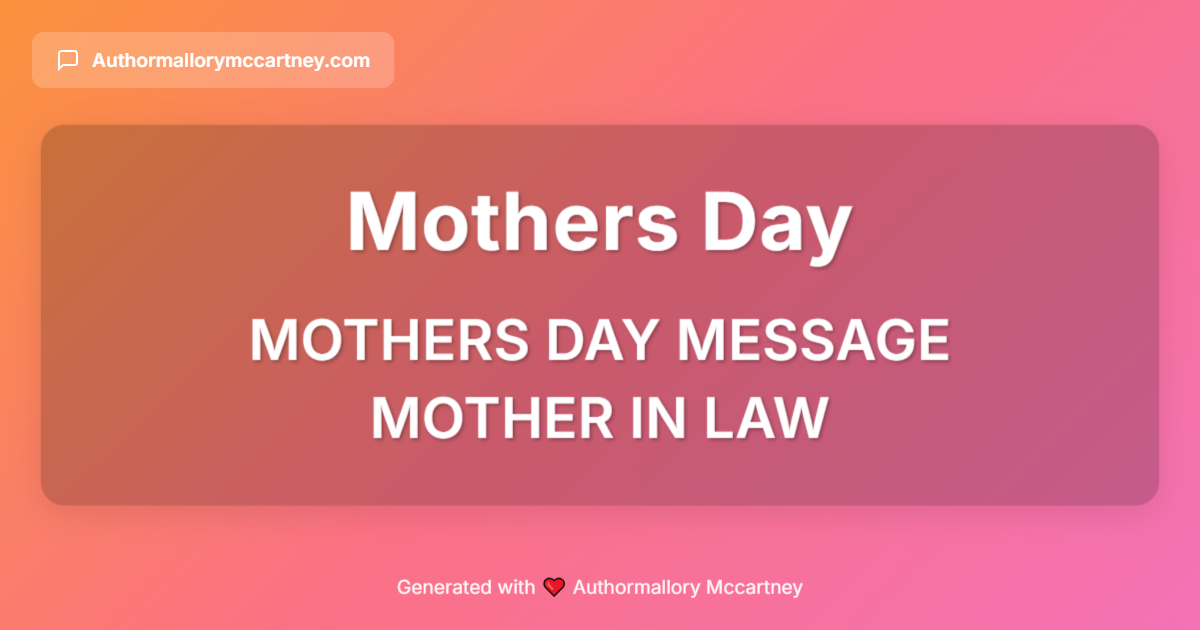 Authormallorymccartney.com
Mothers Day
MOTHERS DAY MESSAGE
MOTHER IN LAW
Generated with ❤️ Authormallory Mccartney